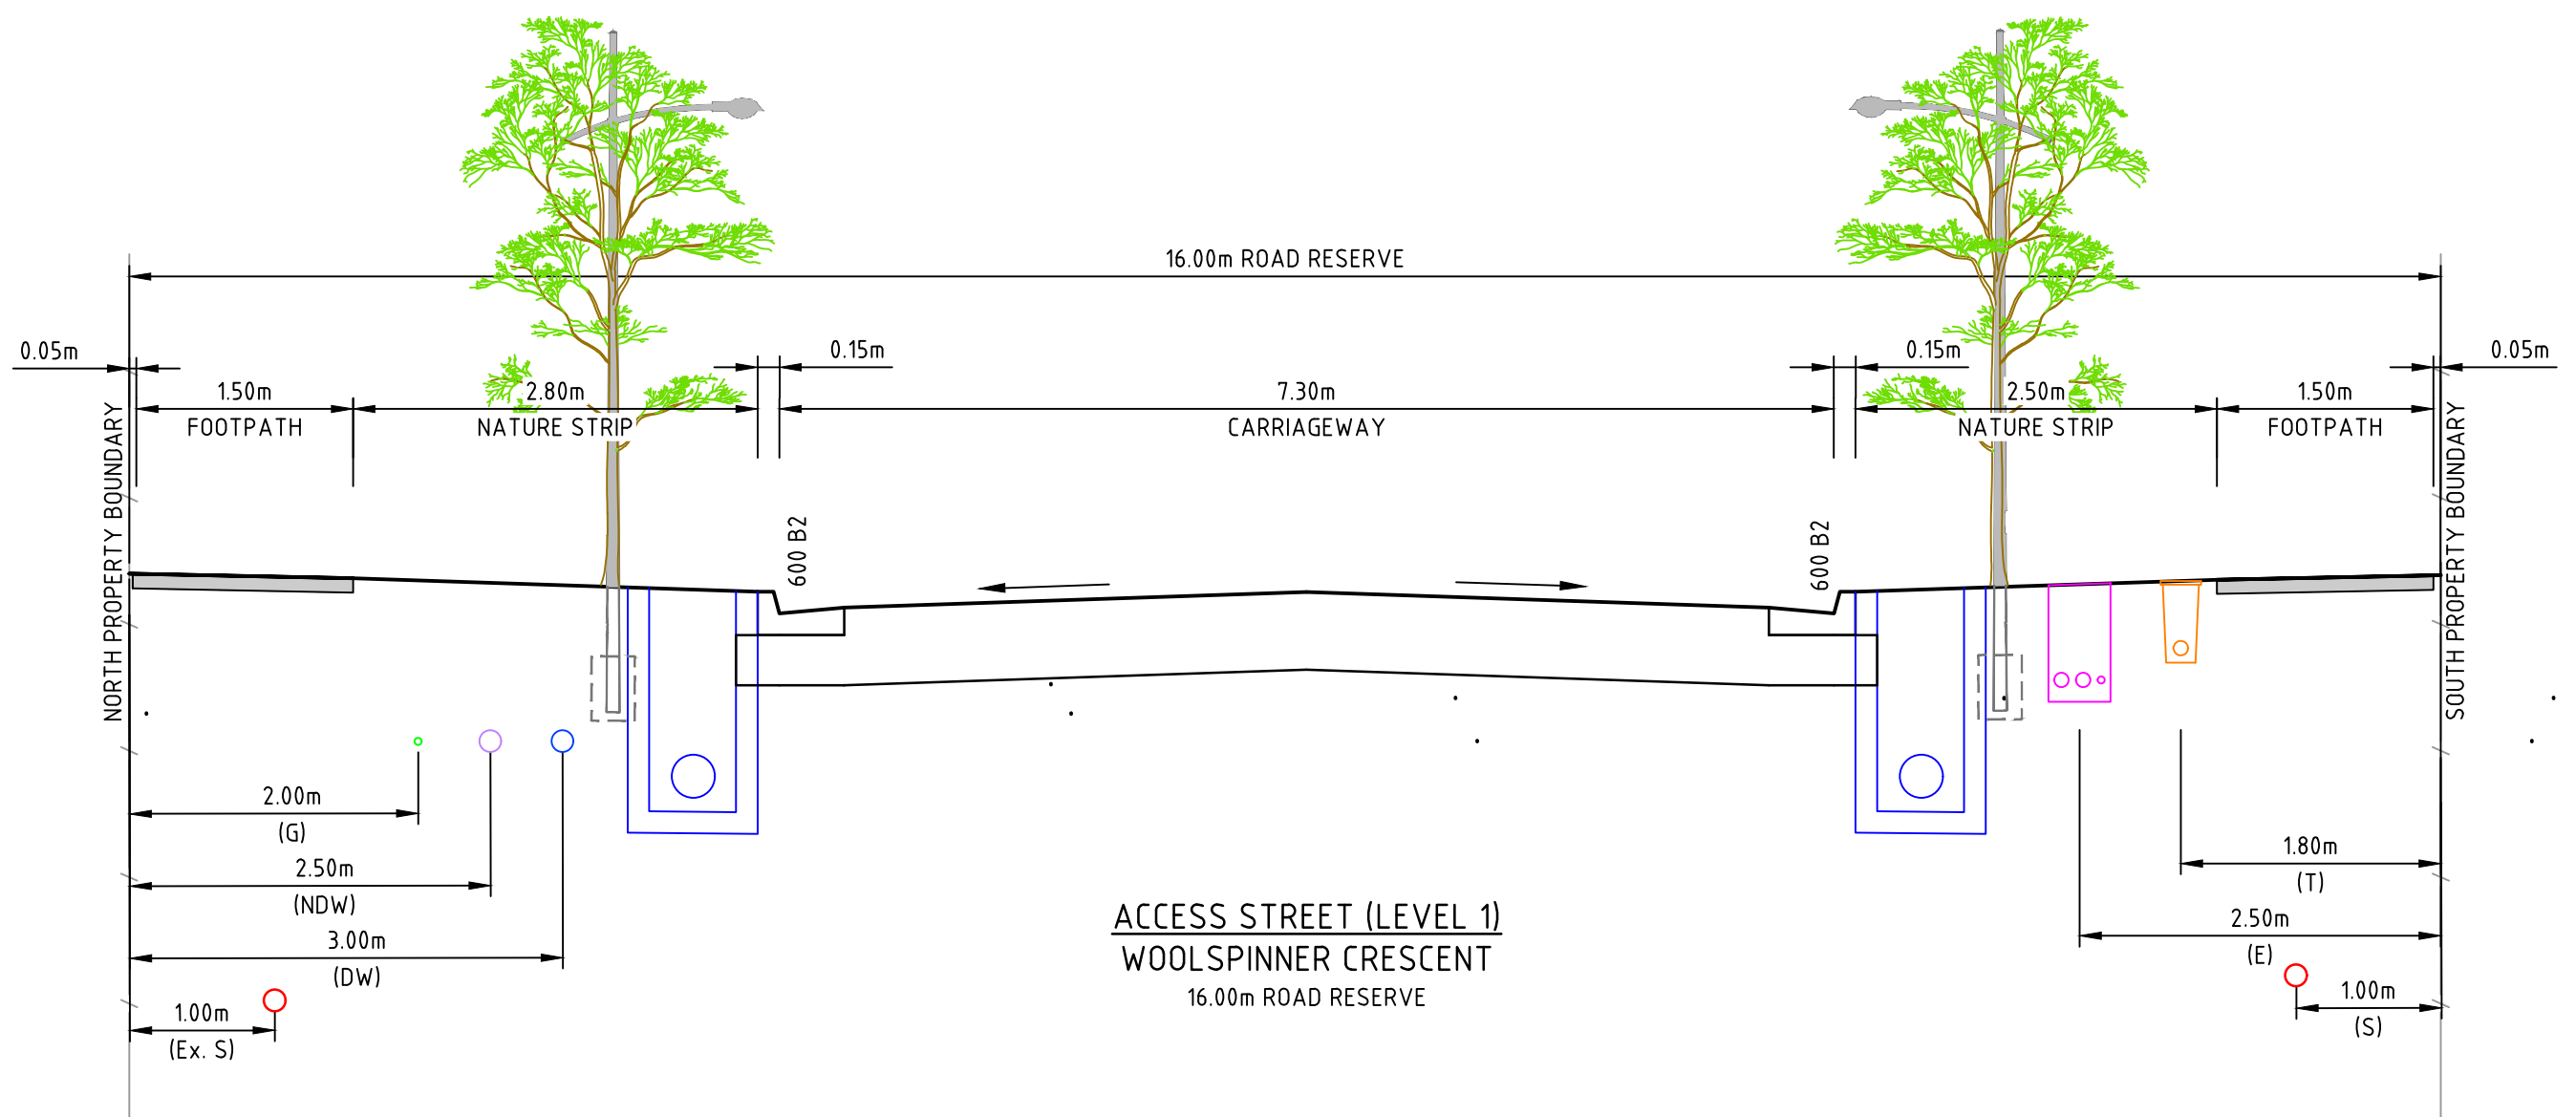 16.00m ROAD RESERVE
0.05m
0.15m
0.15m
0.05m
1.50m
2.80m
7.30m
2.50m
1.50m
FOOTPATH
NATURE STRIP
CARRIAGEWAY
NATURE STRIP
FOOTPATH
NORTH PROPERTY BOUNDARY
600 B2
600 B2
SOUTH PROPERTY BOUNDARY
2.00m
(G)
2.50m
(NDW)
3.00m
(DW)
1.00m
(Ex. S)
1.80m
(T)
2.50m
(E)
1.00m
(S)
ACCESS STREET (LEVEL 1)
WOOLSPINNER CRESCENT
16.00m ROAD RESERVE